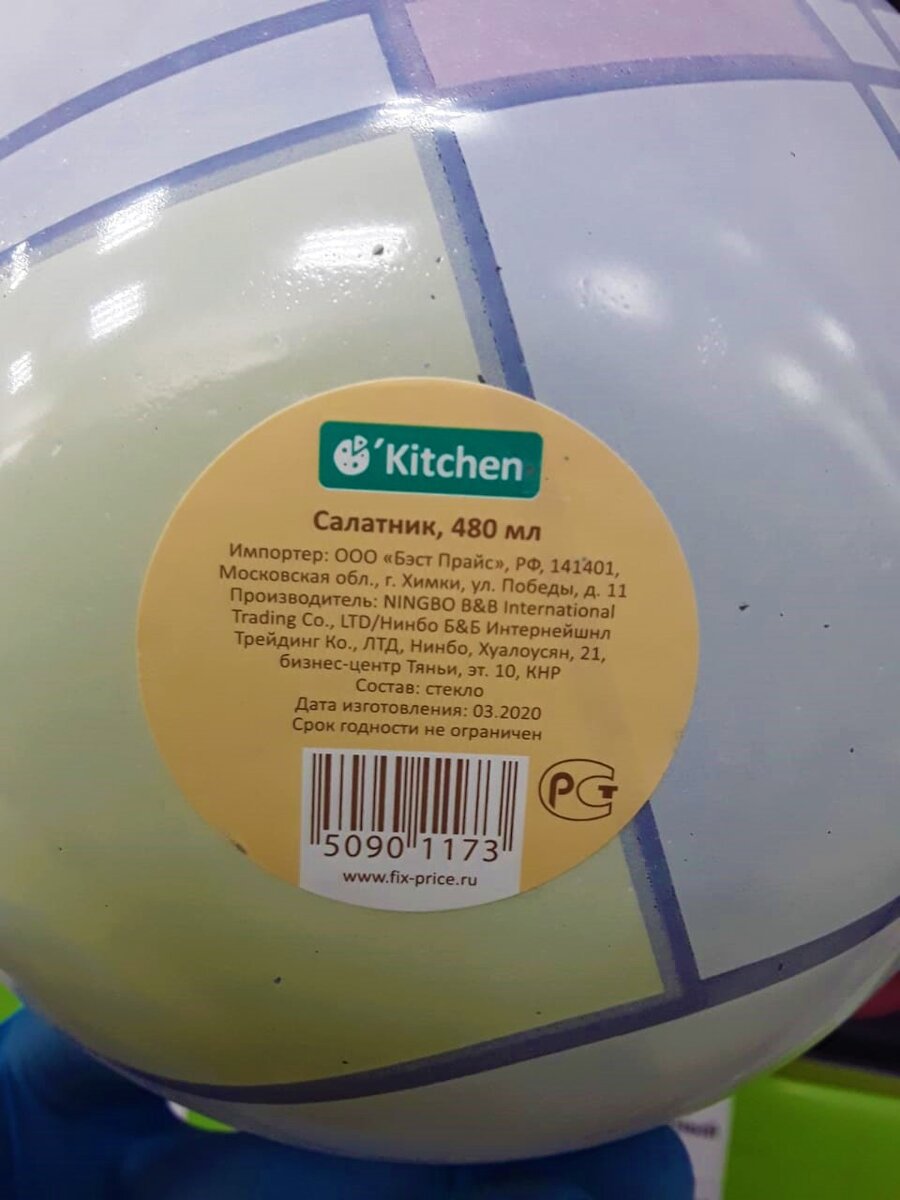 'Kitchen
Салатник, 480 мл
Импортер: ООО «Бэст Прайс», РФ, 141401,
Московская обл., г. Химки, ул. Победы, д. 11
Производитель: NINGBO B&B International
Trading Co., LTD/Нинбо Б&Б Интернейшнл
Трейдинг Ко., ЛТД, Нинбо, Хуалоусян, 21,
бизнес-центр Тяньи, эт. 10, КНР
Состав: стекло
Дата изготовления: 03.2020
Срок годности не ограничен
РСТ
5090 1173
www.fix-price.ru